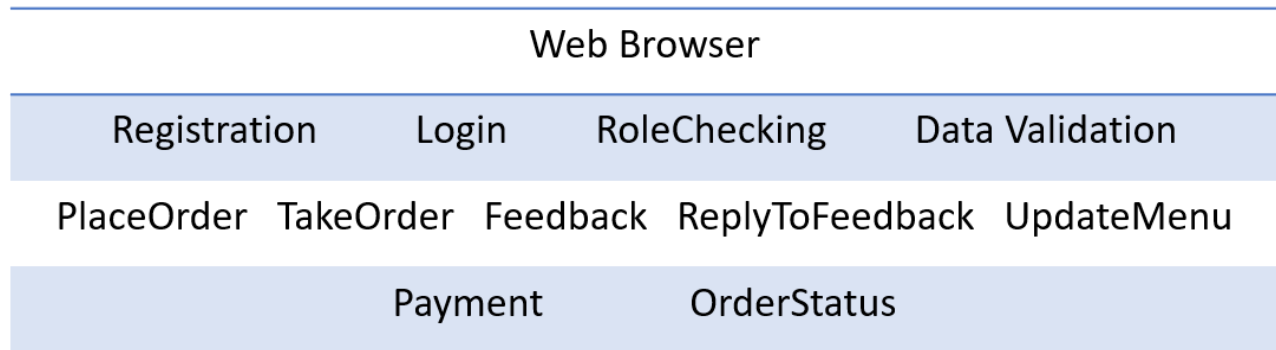 Web Browser
Registration Login RoleChecking Data Validation
PlaceOrder TakeOrder Feedback ReplyToFeedback UpdateMenu
Payment OrderStatus